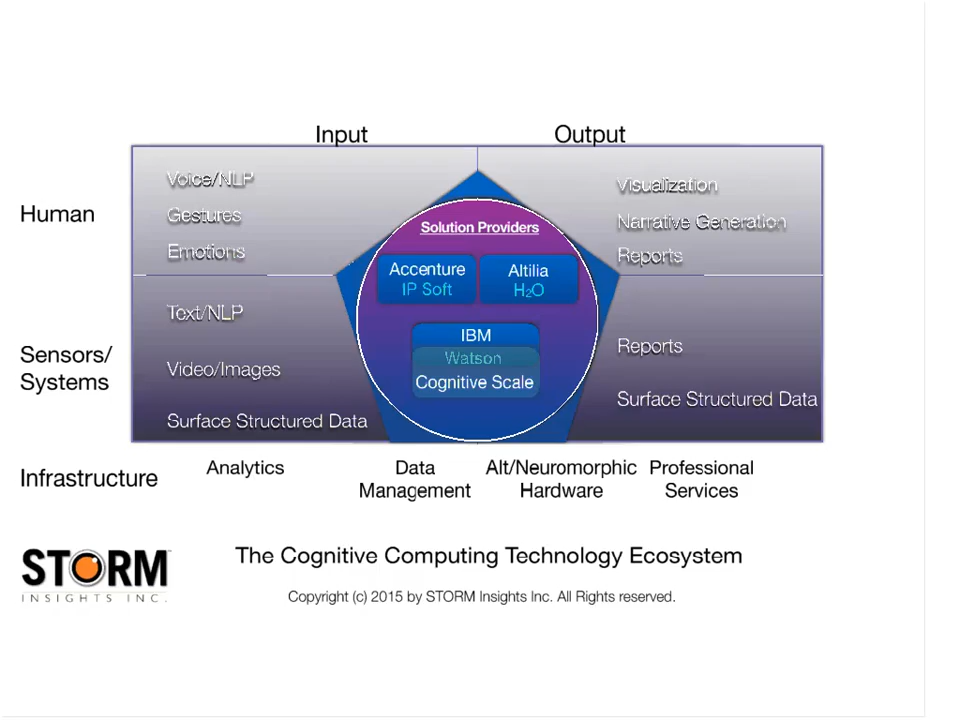 Input
Output
Human
Voice/NLP
Gestures
Emotions
Solution Providers
Accenture
IP Soft
Altilia
H₂O
IBM
Watson
Cognitive Scale
Visualization
Narrative Generation
Reports
Sensors/
Systems
Text/NLP
Video/Images
Surface Structured Data
Reports
Surface Structured Data
Infrastructure
Analytics
Data
Management
Alt/Neuromorphic
Hardware
Professional
Services
STORM
INSIGHTS INC.
The Cognitive Computing Technology Ecosystem
Copyright (c) 2015 by STORM Insights Inc. All Rights reserved.